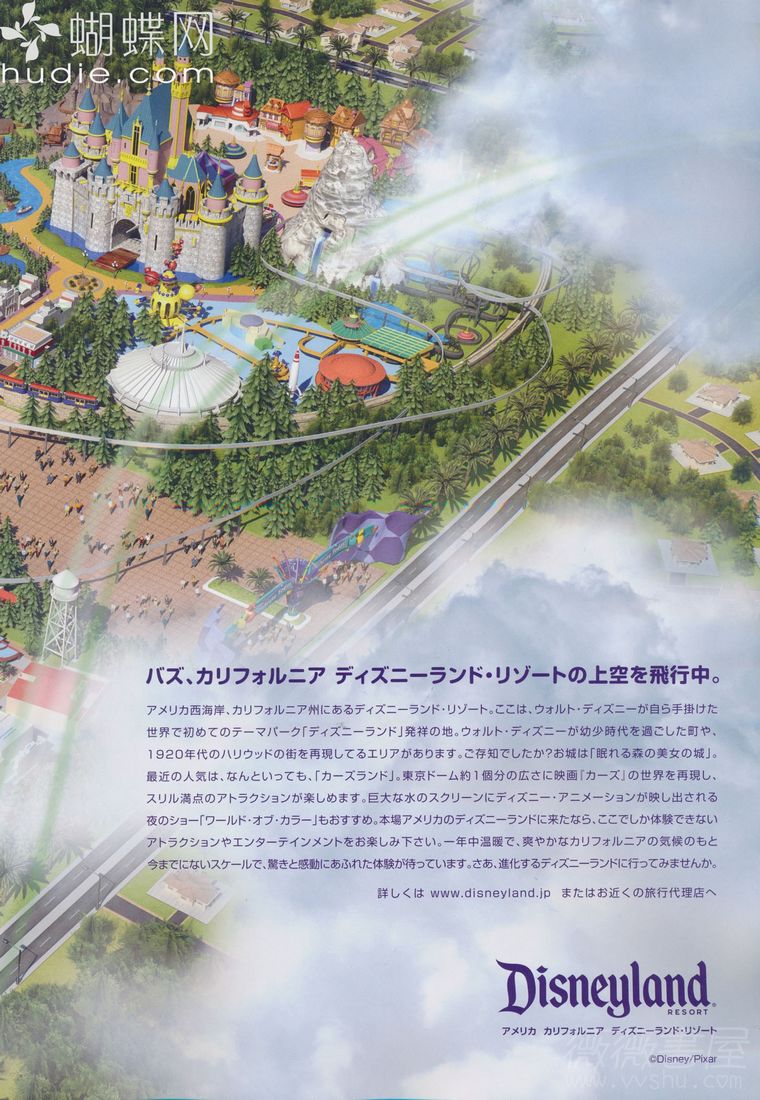 蝴蝶网
hudie.com
バズ、カリフォルニア ディズニーランド・リゾートの上空を飛行中。
アメリカ西海岸、カリフォルニア州にあるディズニーランド・リゾート。ここは、ウォルト・ディズニーが自ら手掛けた
世界で初めてのテーマパーク「ディズニーランド」発祥の地。ウォルト・ディズニーが幼少時代を過ごした町や、
1920年代のハリウッドの街を再現してるエリアがあります。ご存知でしたか?お城は「眠れる森の美女の城」。
最近の人気は、なんといっても、「カーズランド」。東京ドーム約1個分の広さに映画『カーズ』の世界を再現し、
スリル満点のアトラクションが楽しめます。巨大な水のスクリーンにディズニー・アニメーションが映し出される
夜のショー「ワールド・オブ・カラー」もおすすめ。本場アメリカのディズニーランドに来たなら、ここでしか体験できない
アトラクションやエンターテインメントをお楽しみ下さい。一年中温暖で、爽やかなカリフォルニアの気候のもと
今までにないスケールで、驚きと感動にあふれた体験が待っています。さあ、進化するディズニーランドに行ってみませんか。
詳しくは www.disneyland.jp またはお近くの旅行代理店へ
Disneyland®
RESORT
アメリカ カリフォルニア ディズニーランド・リゾート
©Disney/Pixar
微微書屋
www.vvshu.com